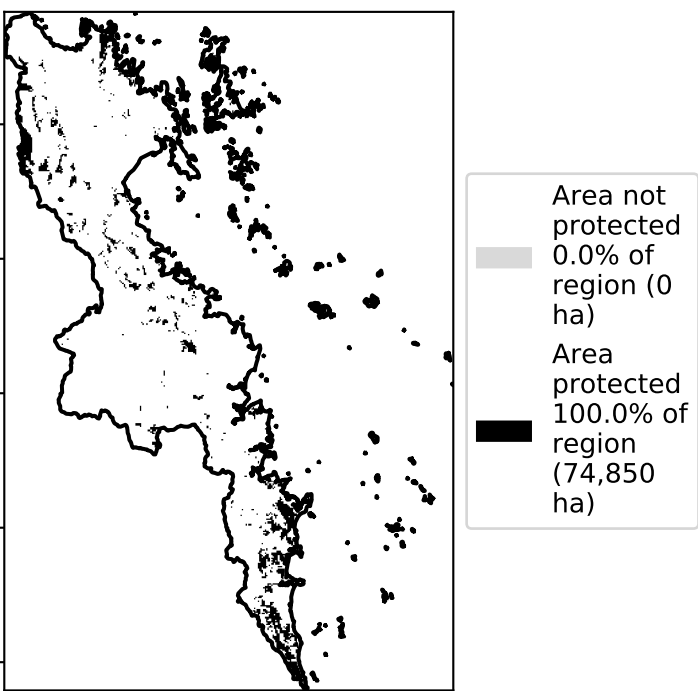 Area not
protected
0.0% of
region (0
ha)
Area
protected
100.0% of
region
(74,850
ha)